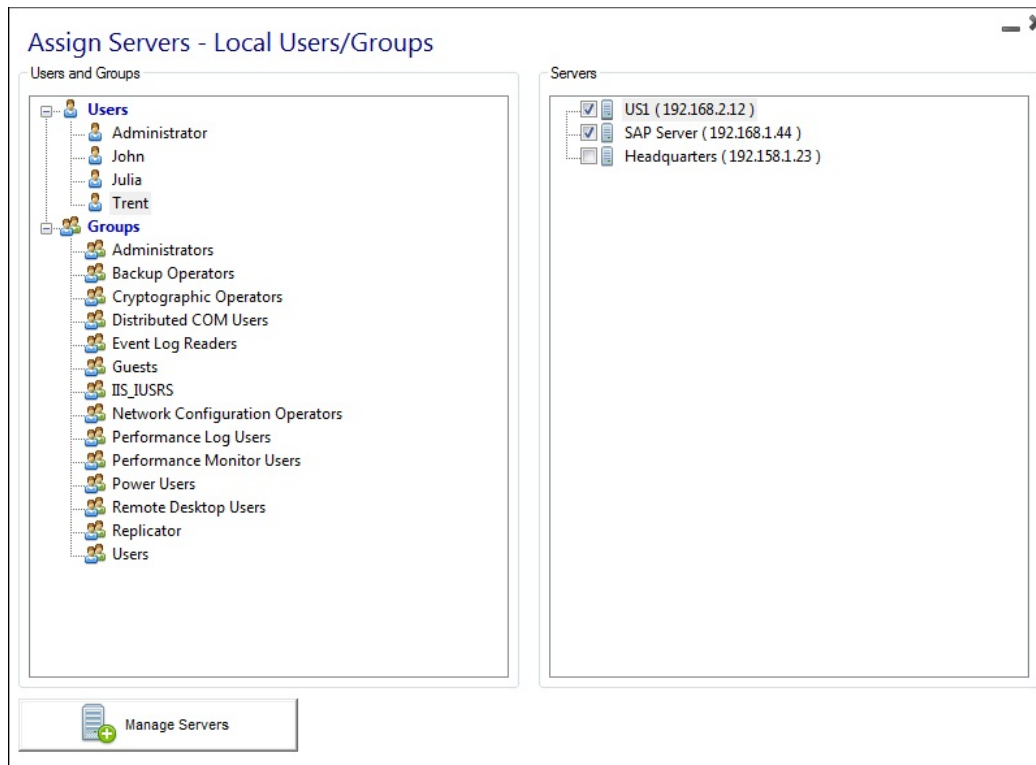 Assign Servers - Local Users/Groups
Users and Groups
Users
Administrator
John
Julia
Trent
Groups
Administrators
Backup Operators
Cryptographic Operators
Distributed COM Users
Event Log Readers
Guests
IIS_IUSRS
Network Configuration Operators
Performance Log Users
Performance Monitor Users
Power Users
Remote Desktop Users
Replicator
Users
Servers
US1 ( 192.168.2.12 )
SAP Server ( 192.168.1.44 )
Headquarters ( 192.158.1.23 )
Manage Servers